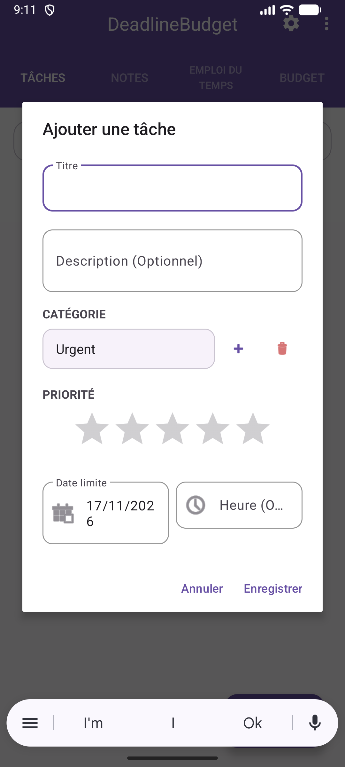 9:11
DeadlineBudget
TÂCHES
NOTES
EMPLOI DU
TEMPS
BUDGET
Ajouter une tâche
Titre
Description (Optionnel)
CATÉGORIE
Urgent
+
PRIORITÉ
Date limite
17/11/202
6
Heure (O...
Annuler
Enregistrer
I'm
I
Ok